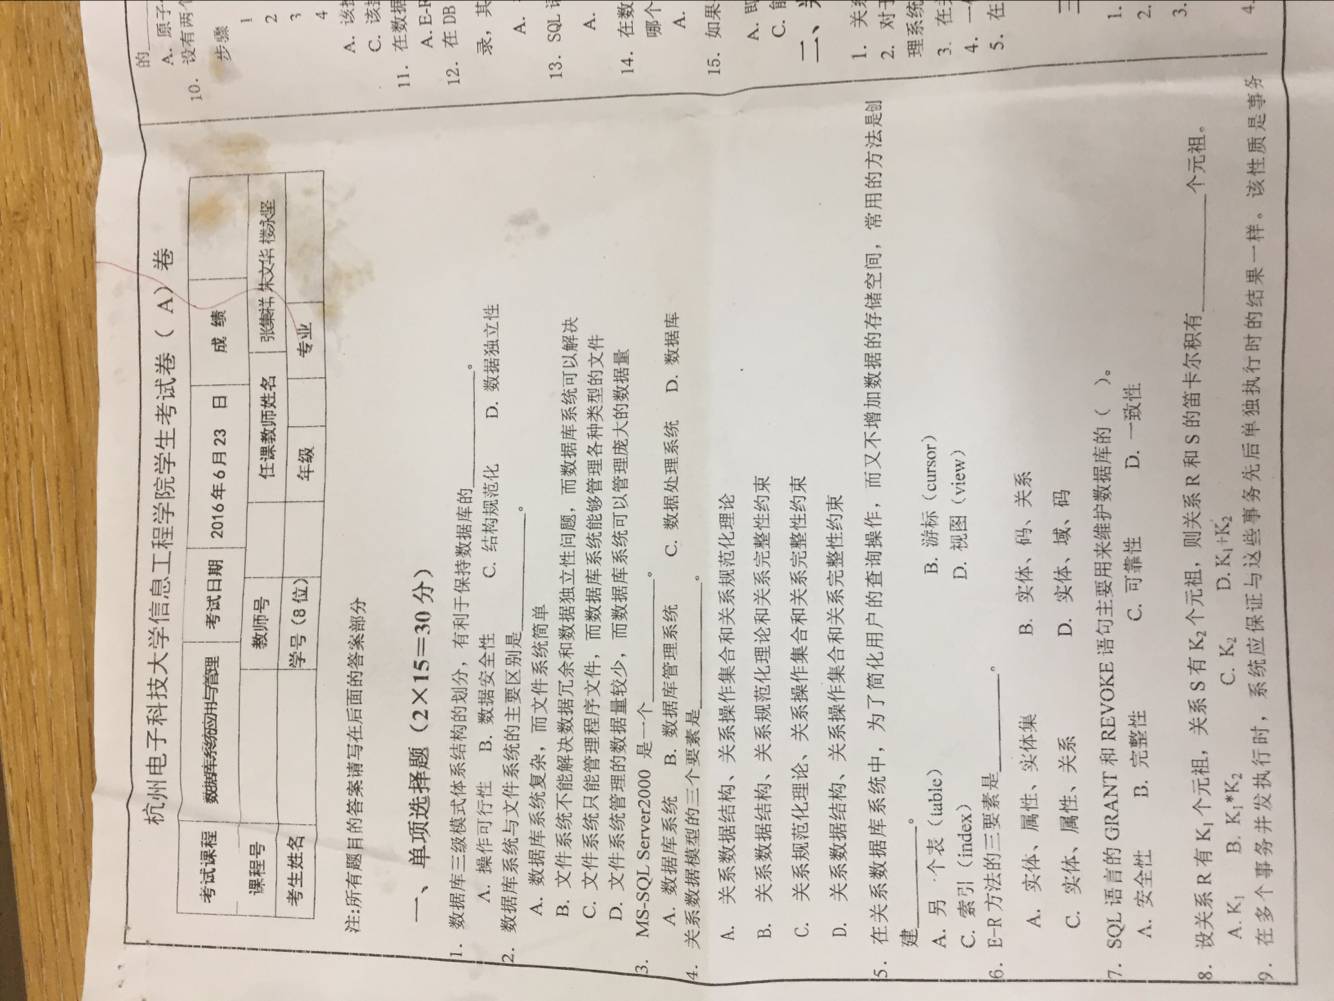 杭州电子科技大学信息工程学院学生考试卷（ A）卷
考试课程 数据库系统应用与管理 考试日期 2016年6月23 日 成 绩
课程号 教师号 任课教师姓名 张集祥 朱文华 楼永坚
考生姓名 学号（8位） 年级 专业
注:所有题目的答案请写在后面的答案部分
一、单项选择题（2×15＝30分）
1. 数据库三级模式体系结构的划分，有利于保持数据库的____________。
A. 操作可行性 B. 数据安全性 C. 结构规范化 D. 数据独立性
2. 数据库系统与文件系统的主要区别是____________。
A. 数据库系统复杂，而文件系统简单
B. 文件系统不能解决数据冗余和数据独立性问题，而数据库系统可以解决
C. 文件系统只能管理程序文件，而数据库系统能够管理各种类型的文件
D. 文件系统管理的数据量较少，而数据库系统可以管理庞大的数据量
3. MS-SQL Server2000 是一个____________。
A. 数据库系统 B. 数据库管理系统 C. 数据处理系统 D. 数据库
4. 关系数据模型的三个要素是____________。
A. 关系数据结构、关系操作集合和关系规范化理论
B. 关系数据结构、关系规范化理论和关系完整性约束
C. 关系规范化理论、关系操作集合和关系完整性约束
D. 关系数据结构、关系操作集合和关系完整性约束
5. 在关系数据库系统中，为了简化用户的查询操作，而又不增加数据的存储空间，常用的方法是创
建__________。
A. 另一个表（table） B. 游标（cursor）
C. 索引（index） D. 视图（view）
6. E-R方法的三要素是__________。
A. 实体、属性、实体集 B. 实体、码、关系
C. 实体、属性、关系 D. 实体、域、码
7. SQL语言的GRANT和REVOKE语句主要用来维护数据库的（ ）。
A. 安全性 B. 完整性 C. 可靠性 D. 一致性
8. 设关系R有K₁个元祖，关系S有K₂个元祖，则关系R和S的笛卡尔积有____________个元祖。
A. K₁ B. K₁*K₂ C. K₂ D. K₁+K₂
9. 在多个事务并发执行时，系统应保证与这些事务先后单独执行时的结果一样。该性质是事务
的____
A. 原子
10. 设有两个
步骤
1
2
3
4
A. 该
C. 该
11. 在数据
A. E-R
12. 在DB
录，其
A.
13. SQL
A.
14. 在数
哪个
A.
15. 如果
A. 即
C. 能
二、
1. 关系
2. 对于
理系统
3. 在
4. 一
5. 在
三
1.
2.
3.
4.